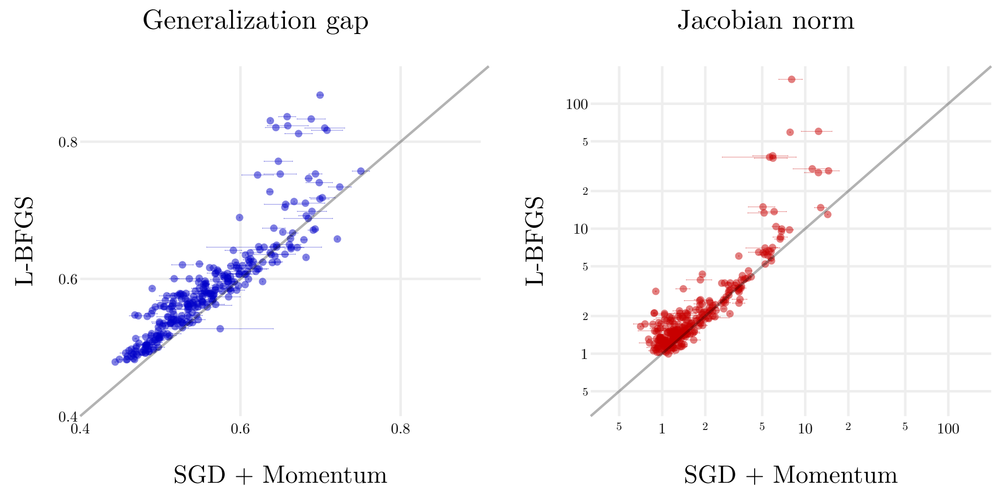 Generalization gap
L-BFGS
0.8
0.6
0.4
0.4 0.6 0.8
SGD + Momentum
Jacobian norm
L-BFGS
100
5
2
10
5
2
1
5
5 1 2 5 10 2 5 100
SGD + Momentum